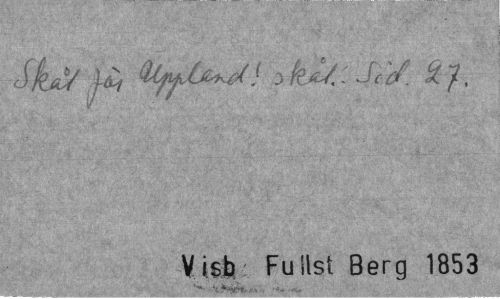 Skål för Uppland! skål. Sid. 27.
Visb Fullst Berg 1853